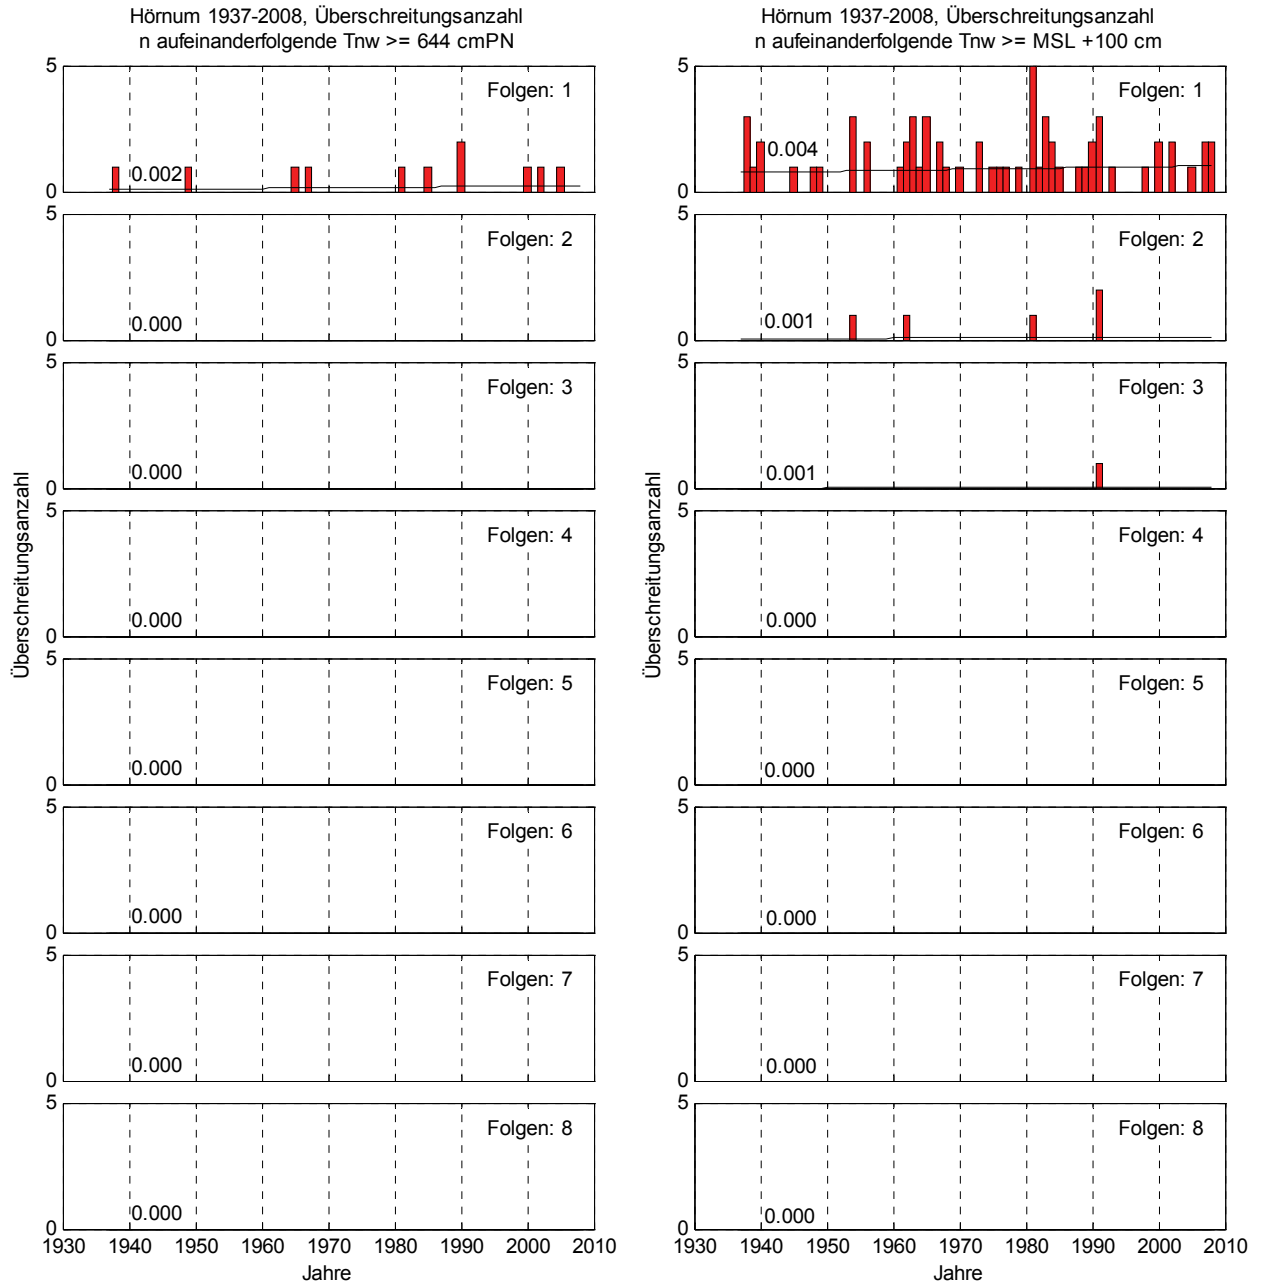 Hörnum 1937-2008, Überschreitungsanzahl
n aufeinanderfolgende Tnw >= 644 cmPN
5
Folgen: 1
0.002
0
5
Folgen: 2
0.000
0
5
Folgen: 3
0.000
0
5
Folgen: 4
0.000
0
5
Folgen: 5
0.000
0
5
Folgen: 6
0.000
0
5
Folgen: 7
0.000
0
5
Folgen: 8
0.000
0
1930 1940 1950 1960 1970 1980 1990 2000 2010
Jahre
Überschreitungsanzahl
Hörnum 1937-2008, Überschreitungsanzahl
n aufeinanderfolgende Tnw >= MSL +100 cm
5
Folgen: 1
0.004
0
5
Folgen: 2
0.001
0
5
Folgen: 3
0.001
0
5
Folgen: 4
0.000
0
5
Folgen: 5
0.000
0
5
Folgen: 6
0.000
0
5
Folgen: 7
0.000
0
5
Folgen: 8
0.000
0
1930 1940 1950 1960 1970 1980 1990 2000 2010
Jahre
Überschreitungsanzahl